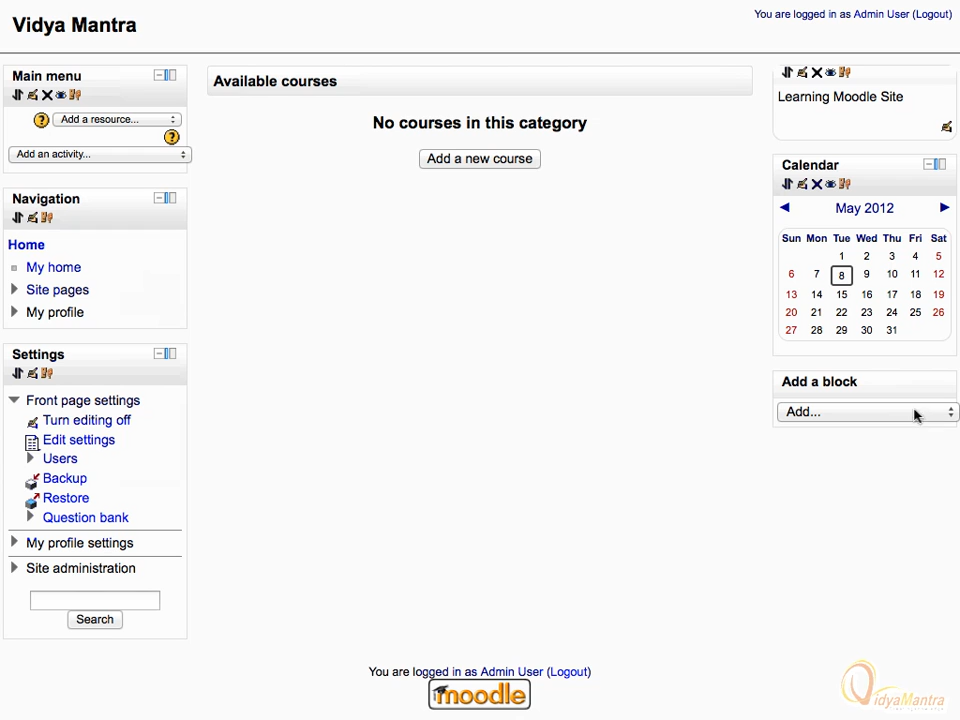 Vidya Mantra
You are logged in as Admin User (Logout)
Main menu
Add a resource...
Add an activity...
Navigation
Home
My home
Site pages
My profile
Settings
Front page settings
Turn editing off
Edit settings
Users
Backup
Restore
Question bank
My profile settings
Site administration
Search
Available courses
No courses in this category
Add a new course
Learning Moodle Site
Calendar
May 2012
Sun Mon Tue Wed Thu Fri Sat
1 2 3 4 5
6 7 8 9 10 11 12
13 14 15 16 17 18 19
20 21 22 23 24 25 26
27 28 29 30 31
Add a block
Add...
You are logged in as Admin User (Logout)
moodle
VidyaMantra